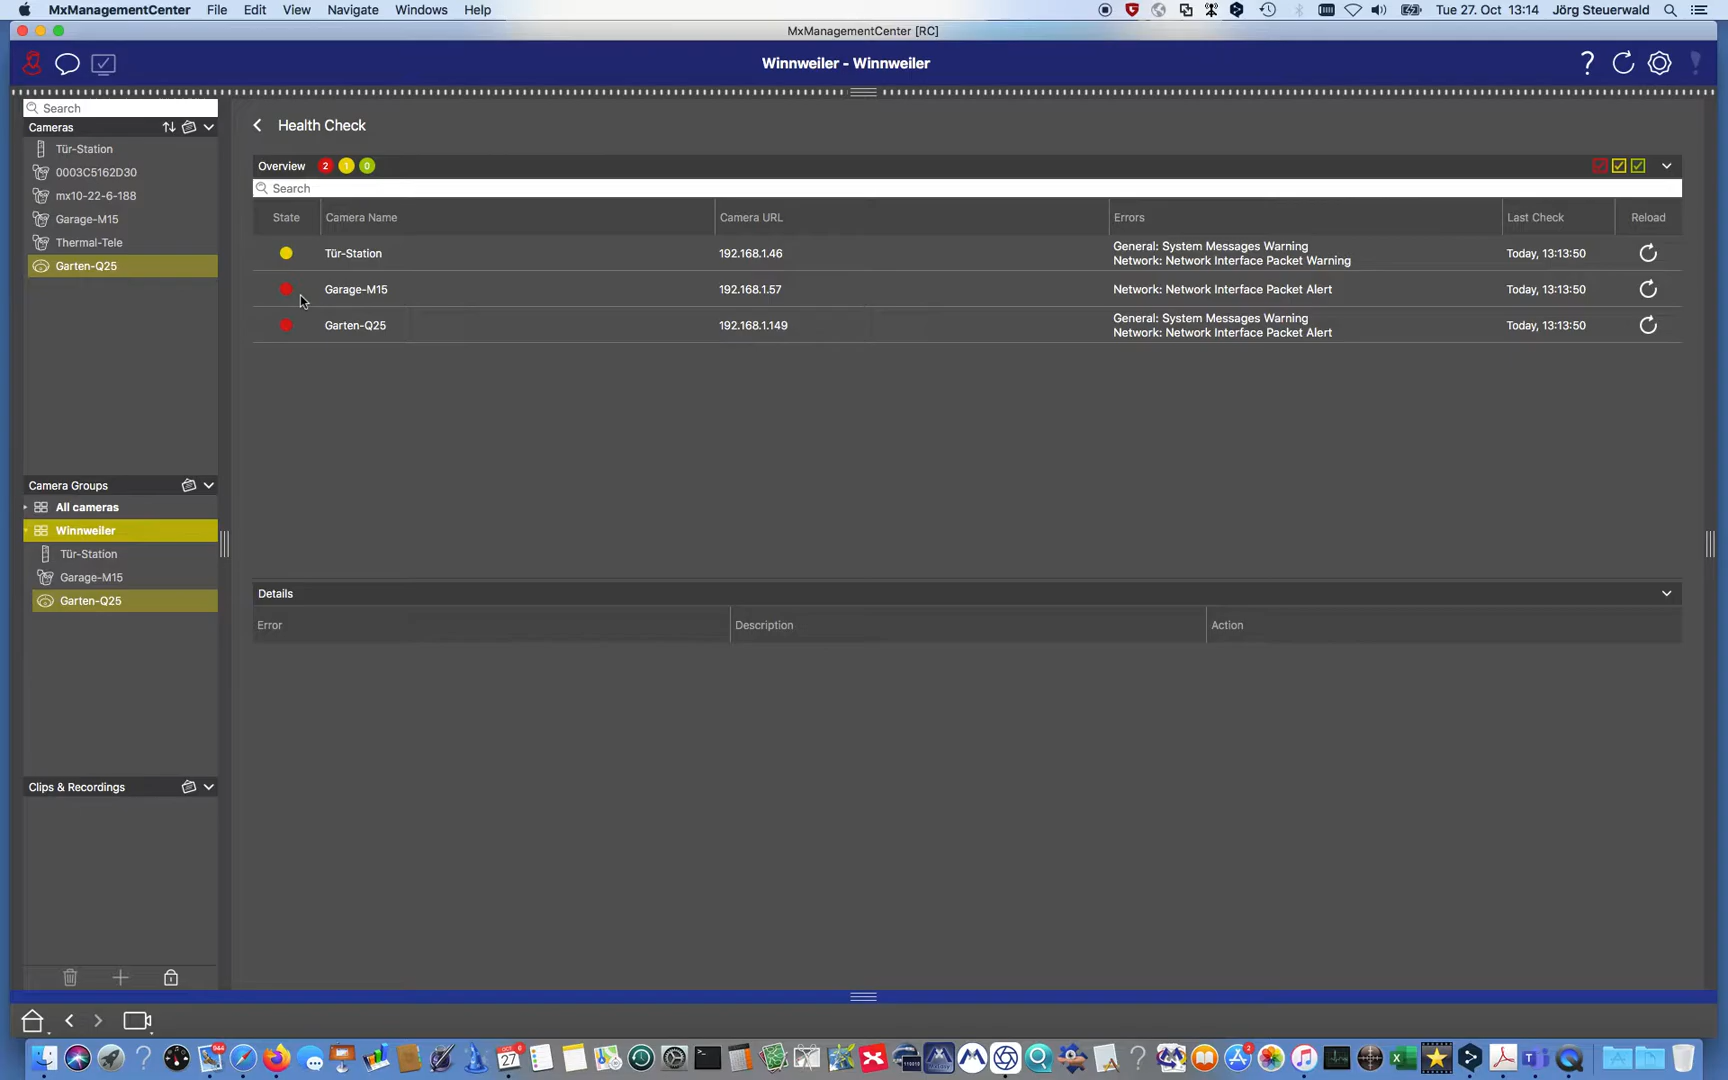 MxManagementCenter File Edit View Navigate Windows Help
Tue 27. Oct 13:14 Jörg Steuerwald
MxManagementCenter [RC]
Winnweiler - Winnweiler
?
Search
Cameras
Tür-Station
0003C5162D30
mx10-22-6-188
Garage-M15
Thermal-Tele
Garten-Q25
Health Check
Overview 2 1 0
Search
State Camera Name Camera URL Errors Last Check Reload
Tür-Station 192.168.1.46 General: System Messages Warning Today, 13:13:50
Network: Network Interface Packet Warning
Garage-M15 192.168.1.57 Network: Network Interface Packet Alert Today, 13:13:50
Garten-Q25 192.168.1.149 General: System Messages Warning Today, 13:13:50
Network: Network Interface Packet Alert
Camera Groups
All cameras
Winnweiler
Tür-Station
Garage-M15
Garten-Q25
Details
Error Description Action
Clips & Recordings